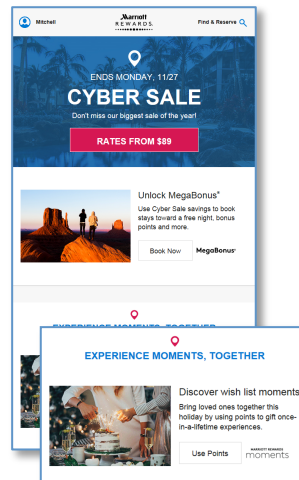 Mitchell
Marriott
REWARDS.
Find & Reserve
ENDS MONDAY, 11/27
CYBER SALE
Don't miss our biggest sale of the year!
RATES FROM $89
Unlock MegaBonus®
Use Cyber Sale savings to book
stays toward a free night, bonus
points and more.
Book Now
MegaBonus®
EXPERIENCE MOMENTS, TOGETHER
EXPERIENCE MOMENTS, TOGETHER
Discover wish list moments
Bring loved ones together this
holiday by using points to gift once-
in-a-lifetime experiences.
Use Points
MARRIOTT REWARDS
moments